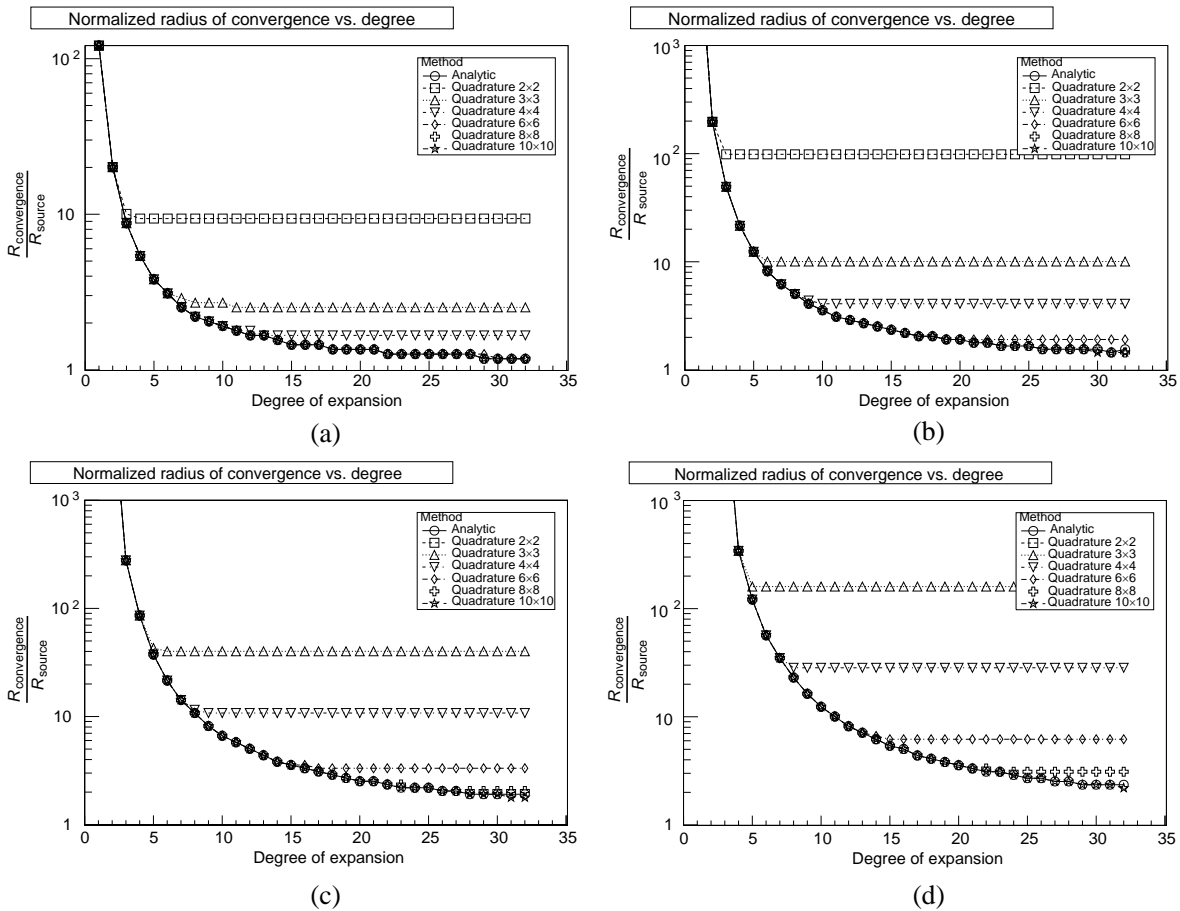 Normalized radius of convergence vs. degree
10²
10
1
R convergence
R source
Method
Analytic
Quadrature 2×2
Quadrature 3×3
Quadrature 4×4
Quadrature 6×6
Quadrature 8×8
Quadrature 10×10
0 5 10 15 20 25 30 35
Degree of expansion
(a)
Normalized radius of convergence vs. degree
10³
10²
10
1
R convergence
R source
Method
Analytic
Quadrature 2×2
Quadrature 3×3
Quadrature 4×4
Quadrature 6×6
Quadrature 8×8
Quadrature 10×10
0 5 10 15 20 25 30 35
Degree of expansion
(b)
Normalized radius of convergence vs. degree
10³
10²
10
1
R convergence
R source
Method
Analytic
Quadrature 2×2
Quadrature 3×3
Quadrature 4×4
Quadrature 6×6
Quadrature 8×8
Quadrature 10×10
0 5 10 15 20 25 30 35
Degree of expansion
(c)
Normalized radius of convergence vs. degree
10³
10²
10
1
R convergence
R source
Method
Analytic
Quadrature 2×2
Quadrature 3×3
Quadrature 4×4
Quadrature 6×6
Quadrature 8×8
Quadrature 10×10
0 5 10 15 20 25 30 35
Degree of expansion
(d)